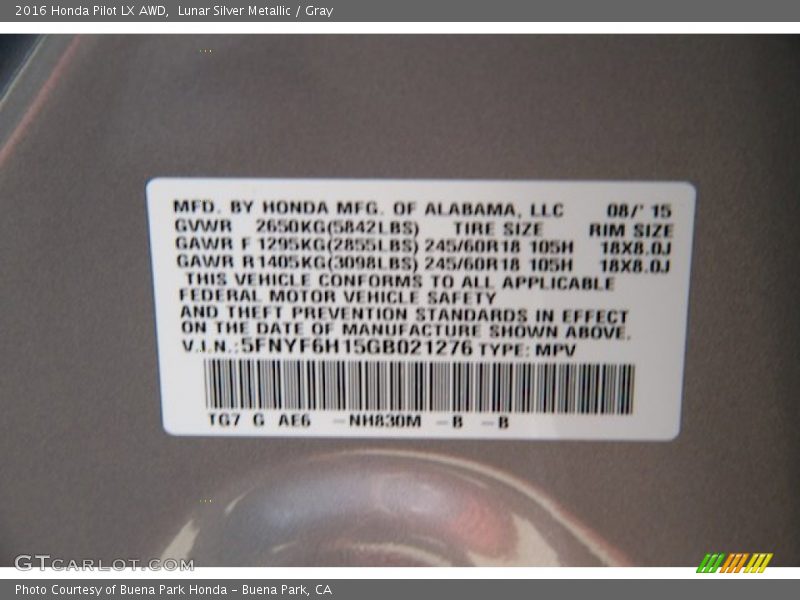 2016 Honda Pilot LX AWD,  Lunar Silver Metallic / Gray
MFD. BY HONDA MFG. OF ALABAMA, LLC 08/' 15
GVWR 2650KG(5842LBS) TIRE SIZE RIM SIZE
GAWR F 1295KG(2855LBS) 245/60R18 105H 18X8.0J
GAWR R1405KG(3098LBS) 245/60R18 105H 18X8.0J
THIS VEHICLE CONFORMS TO ALL APPLICABLE
FEDERAL MOTOR VEHICLE SAFETY
AND THEFT PREVENTION STANDARDS IN EFFECT
ON THE DATE OF MANUFACTURE SHOWN ABOVE.
V.I.N.:5FNYF6H15GB021276 TYPE: MPV
TG7 G AE6 -NH830M -B -B
GTCARLOT.COM
Photo Courtesy of Buena Park Honda – Buena Park, CA